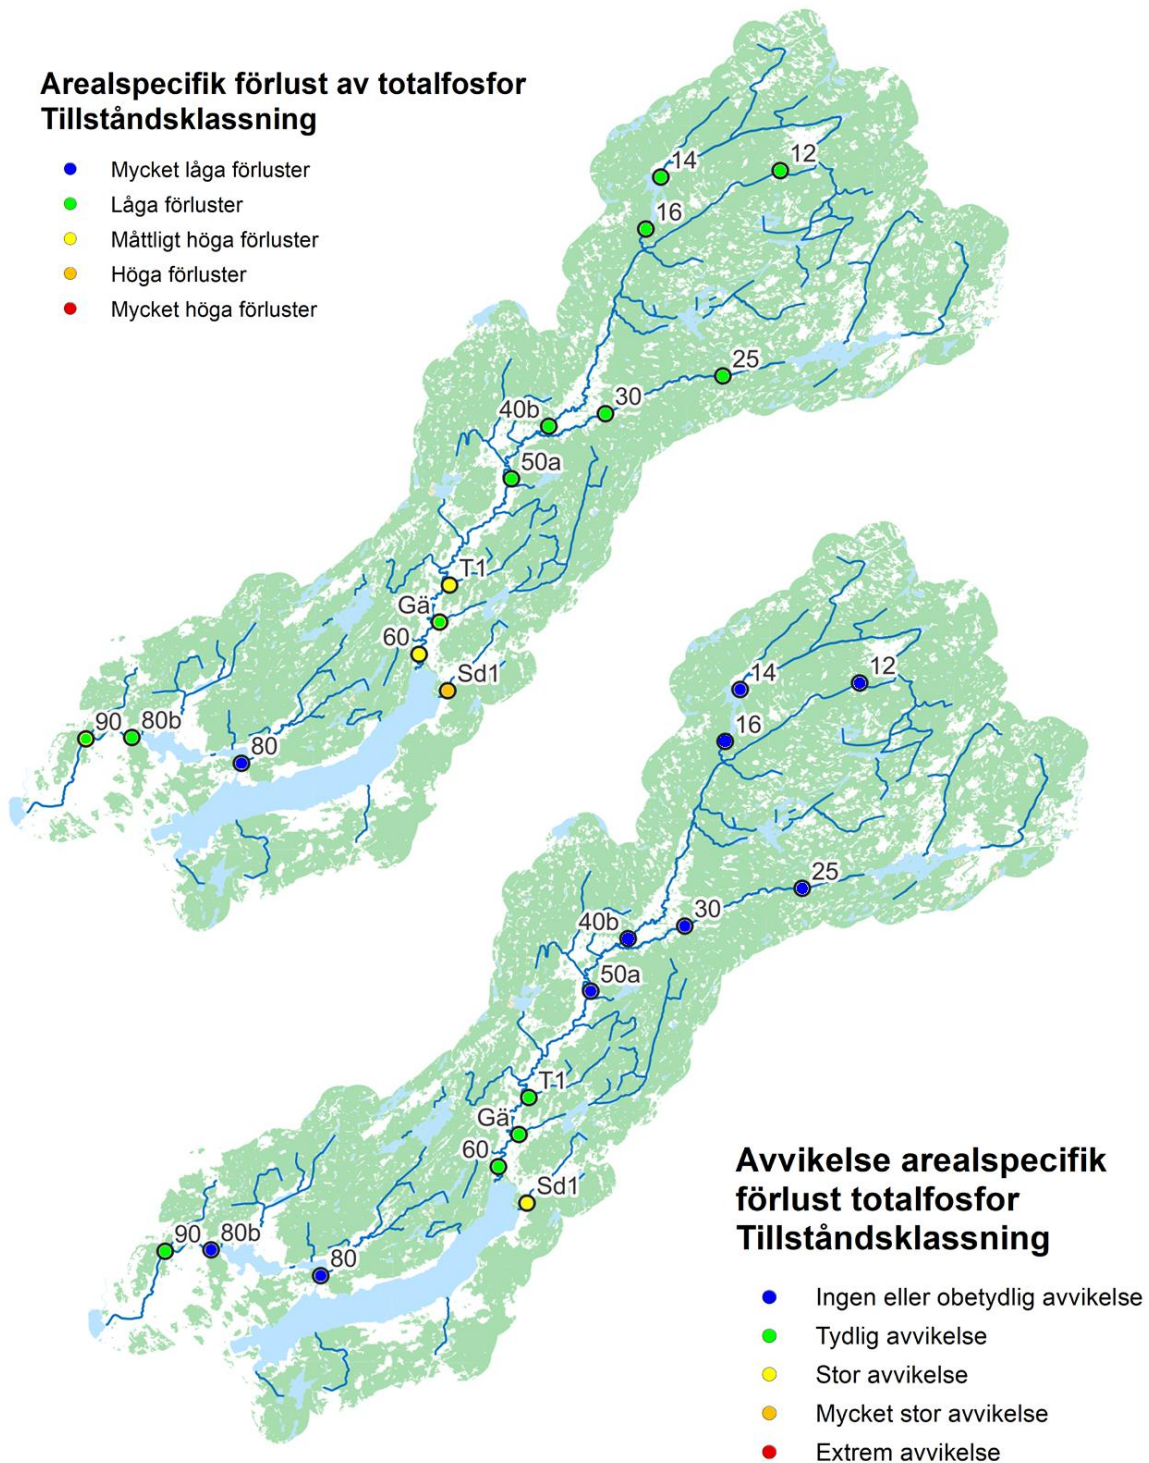 Arealspecifik förlust av totalfosfor
Tillståndsklassning
Mycket låga förluster
Låga förluster
Måttligt höga förluster
Höga förluster
Mycket höga förluster
14
12
16
25
30
40b
50a
T1
Gä
60
Sd1
90
80b
80
14
12
16
25
30
40b
50a
T1
Gä
60
Sd1
90
80b
80
Avvikelse arealspecifik
förlust totalfosfor
Tillståndsklassning
Ingen eller obetydlig avvikelse
Tydlig avvikelse
Stor avvikelse
Mycket stor avvikelse
Extrem avvikelse